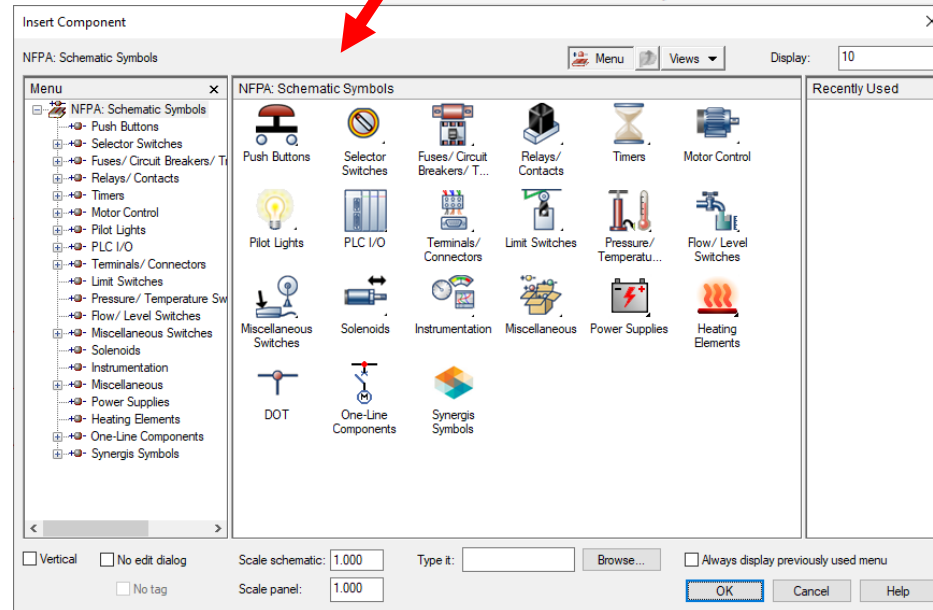 Insert Component
NFPA: Schematic Symbols
Menu
Views
Display:
10
Menu
NFPA: Schematic Symbols
Push Buttons
Selector Switches
Fuses/ Circuit Breakers/ Tr
Relays/ Contacts
Timers
Motor Control
Pilot Lights
PLC I/O
Terminals/ Connectors
Limit Switches
Pressure/ Temperature Sw
Flow/ Level Switches
Miscellaneous Switches
Solenoids
Instrumentation
Miscellaneous
Power Supplies
Heating Elements
One-Line Components
Synergis Symbols
NFPA: Schematic Symbols
Push Buttons
Selector
Switches
Fuses/ Circuit
Breakers/ T...
Relays/
Contacts
Timers
Motor Control
Pilot Lights
PLC I/O
Terminals/
Connectors
Limit Switches
Pressure/
Temperatu...
Flow/ Level
Switches
Miscellaneous
Switches
Solenoids
Instrumentation
Miscellaneous
Power Supplies
Heating
Elements
DOT
One-Line
Components
Synergis
Symbols
Recently Used
Vertical
No edit dialog
No tag
Scale schematic:
1.000
Scale panel:
1.000
Type it:
Browse...
Always display previously used menu
OK
Cancel
Help